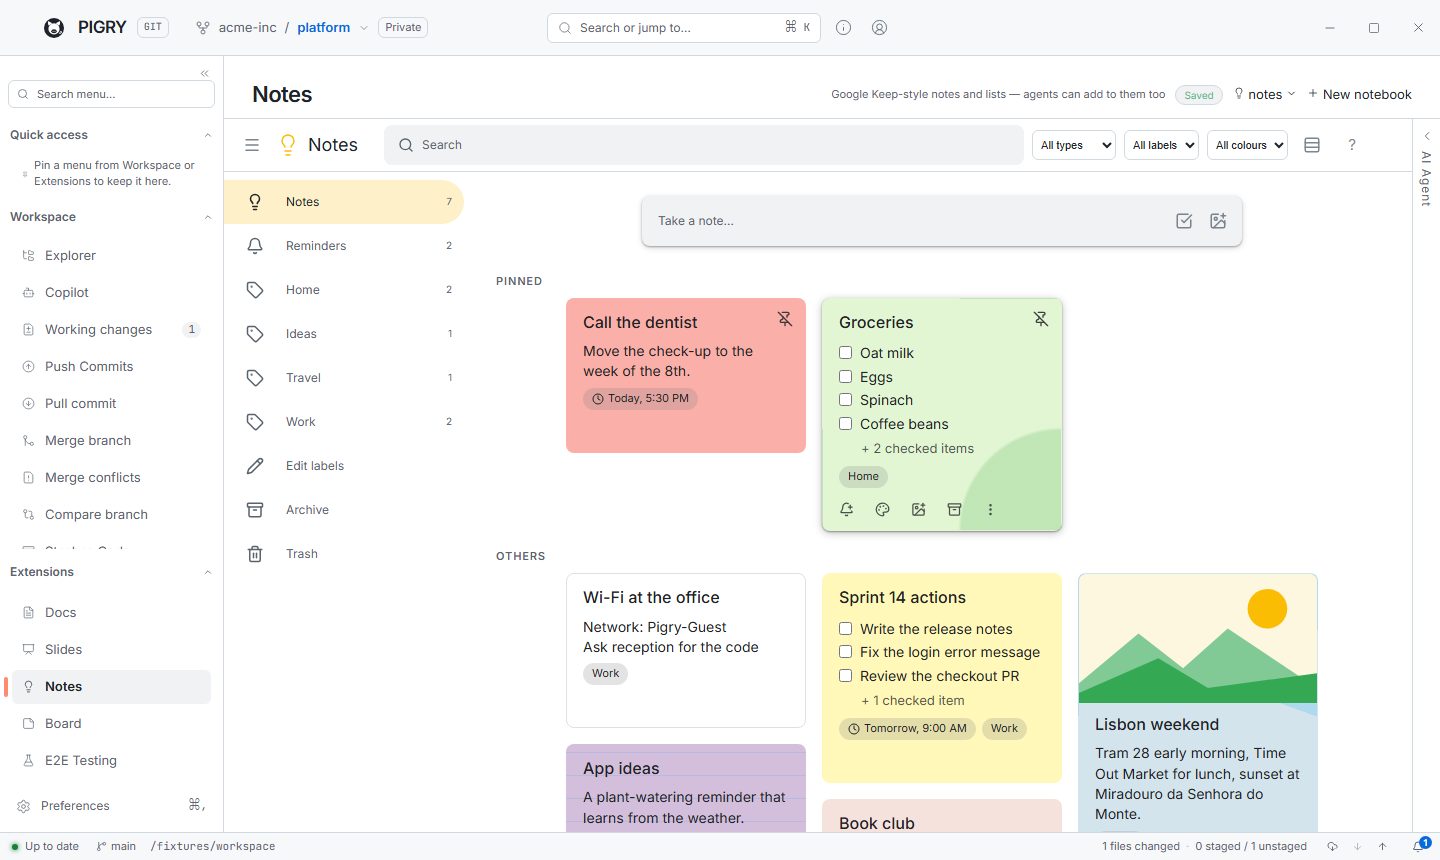 PIGRY GIT acme-inc / platform Private
Search or jump to... ⌘ K
Search menu...
Quick access
Pin a menu from Workspace or
Extensions to keep it here.
Workspace
Explorer
Copilot
Working changes 1
Push Commits
Pull commit
Merge branch
Merge conflicts
Compare branch
Extensions
Docs
Slides
Notes
Board
E2E Testing
Preferences ⌘,
Notes
Google Keep-style notes and lists — agents can add to them too Saved notes + New notebook
Notes
Search
All types All labels All colours ?
AI Agent
Notes 7
Reminders 2
Home 2
Ideas 1
Travel 1
Work 2
Edit labels
Archive
Trash
Take a note...
PINNED
Call the dentist
Move the check-up to the
week of the 8th.
Today, 5:30 PM
Groceries
Oat milk
Eggs
Spinach
Coffee beans
+ 2 checked items
Home
OTHERS
Wi-Fi at the office
Network: Pigry-Guest
Ask reception for the code
Work
App ideas
A plant-watering reminder that
learns from the weather.
Sprint 14 actions
Write the release notes
Fix the login error message
Review the checkout PR
+ 1 checked item
Tomorrow, 9:00 AM Work
Book club
Lisbon weekend
Tram 28 early morning, Time
Out Market for lunch, sunset at
Miradouro da Senhora do
Monte.
Up to date main /fixtures/workspace
1 files changed · 0 staged / 1 unstaged 1